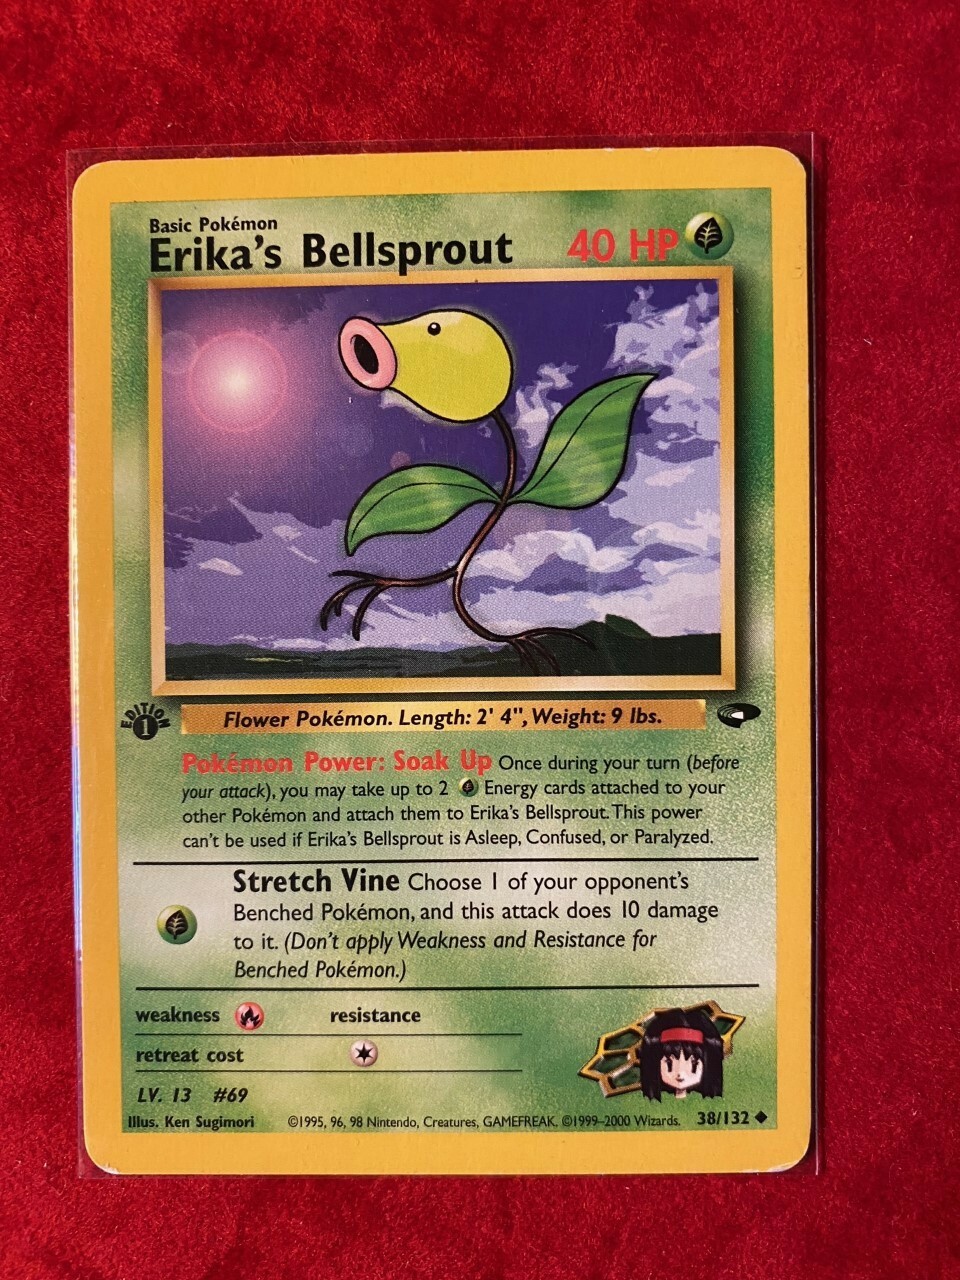 Basic Pokémon
Erika's Bellsprout 40 HP
EDITION 1
Flower Pokémon. Length: 2' 4", Weight: 9 lbs.
Pokémon Power: Soak Up Once during your turn (before
your attack), you may take up to 2 Energy cards attached to your
other Pokémon and attach them to Erika's Bellsprout. This power
can't be used if Erika's Bellsprout is Asleep, Confused, or Paralyzed.
Stretch Vine Choose 1 of your opponent's
Benched Pokémon, and this attack does 10 damage
to it. (Don't apply Weakness and Resistance for
Benched Pokémon.)
weakness resistance
retreat cost
LV. 13 #69
Illus. Ken Sugimori ©1995, 96, 98 Nintendo, Creatures, GAMEFREAK. ©1999-2000 Wizards. 38/132